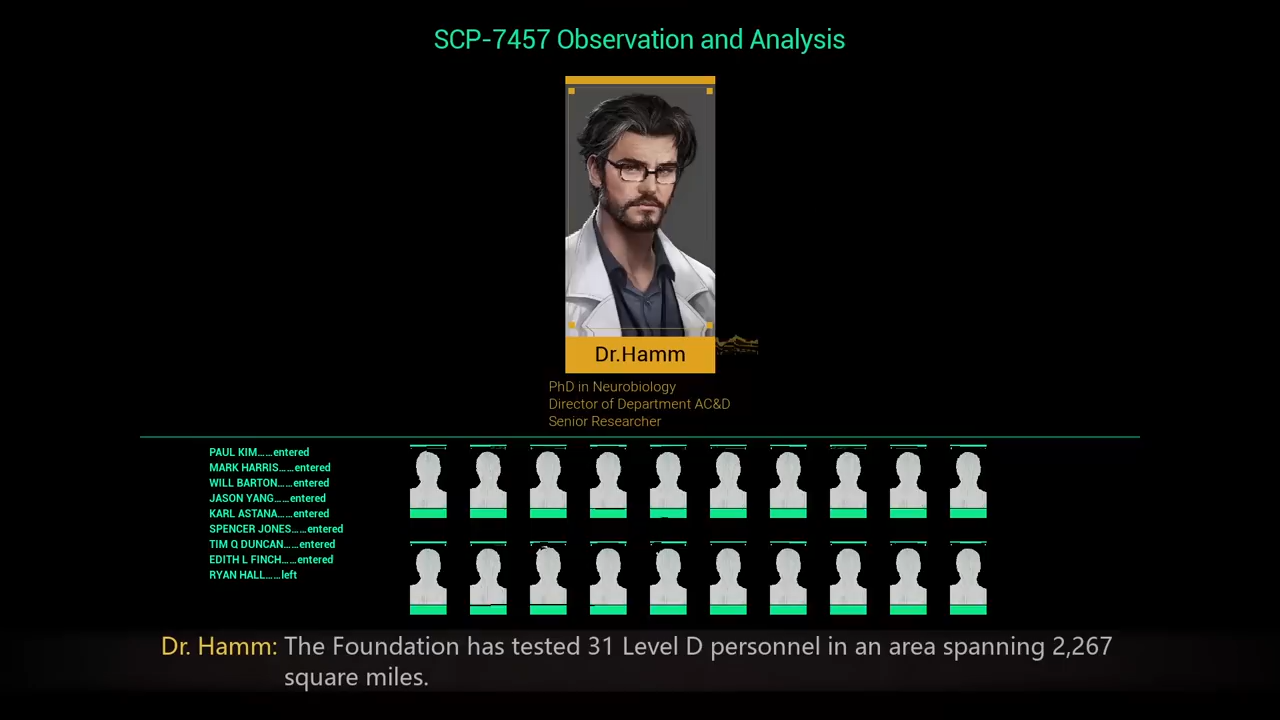 SCP-7457 Observation and Analysis
Dr.Hamm
PhD in Neurobiology
Director of Department AC&D
Senior Researcher
PAUL KIM......entered
MARK HARRIS......entered
WILL BARTON......entered
JASON YANG......entered
KARL ASTANA......entered
SPENCER JONES......entered
TIM Q DUNCAN......entered
EDITH L FINCH......entered
RYAN HALL......left
Dr. Hamm: The Foundation has tested 31 Level D personnel in an area spanning 2,267
square miles.